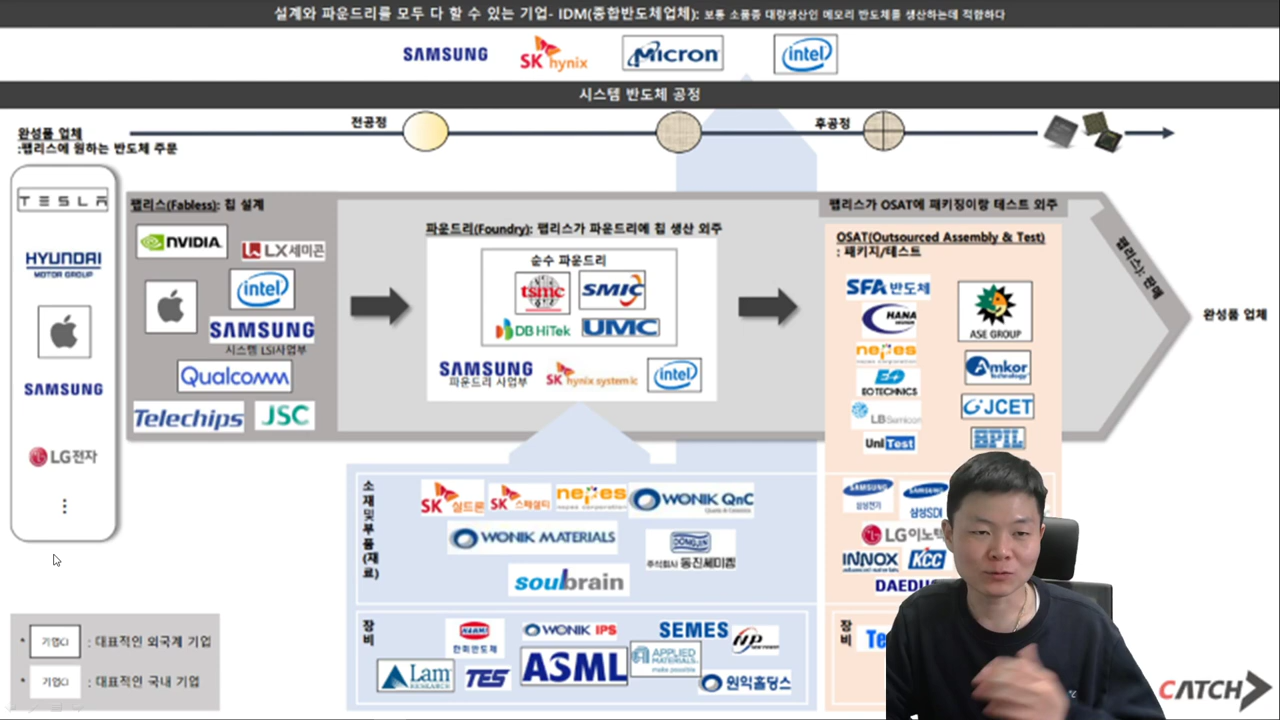 설계와 파운드리를 모두 다 할 수 있는 기업- IDM(종합반도체업체): 보통 소품종 대량생산인 메모리 반도체를 생산하는데 적합하다
SAMSUNG
SK hynix
Micron
intel
시스템 반도체 공정
완성품 업체
:팹리스에 원하는 반도체 주문
전공정
후공정
TESLA
HYUNDAI
MOTOR GROUP
SAMSUNG
LG전자
팹리스(Fabless): 칩 설계
NVIDIA
LX세미콘
intel
SAMSUNG
시스템 LSI사업부
Qualcomm
Telechips
JSC
파운드리(Foundry): 팹리스가 파운드리에 칩 생산 외주
순수 파운드리
tsmc
SMIC
DB HiTek
UMC
SAMSUNG
파운드리 사업부
SK hynix system ic
intel
팹리스가 OSAT에 패키징이랑 테스트 외주
OSAT(Outsourced Assembly & Test)
: 패키지/테스트
SFA 반도체
HANA
nepes
EO TECHNICS
LB Semicon
UniTest
ASE GROUP
Amkor
Technology
JCET
BPIL
팹리스): 판매
완성품 업체
소재및부품(재료)
SK 실트론
SK 스페셜티
nepes
WONIK QnC
WONIK MATERIALS
DONGJIN
주식회사 동진쎄미켐
soulbrain
SAMSUNG
삼성전기
SAMSUNG
삼성SDI
LG이노텍
INNOX
KCC
장비
HANMI
한미반도체
WONIK IPS
SEMES
Lam
RESEARCH
TES
ASML
APPLIED
MATERIALS
make possible
원익홀딩스
장비
기업CI : 대표적인 외국계 기업
기업CI : 대표적인 국내 기업
CATCH